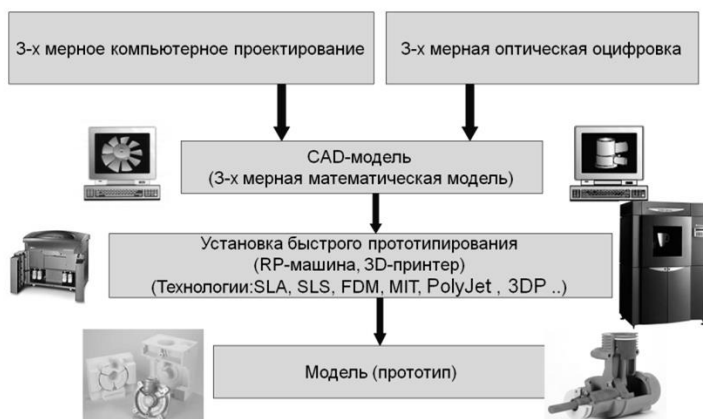 3-х мерное компьютерное проектирование
3-х мерная оптическая оцифровка
CAD-модель
(3-х мерная математическая модель)
Установка быстрого прототипирования
(RP-машина, 3D-принтер)
(Технологии:SLA, SLS, FDM, MIT, PolyJet , 3DP ..)
Модель (прототип)